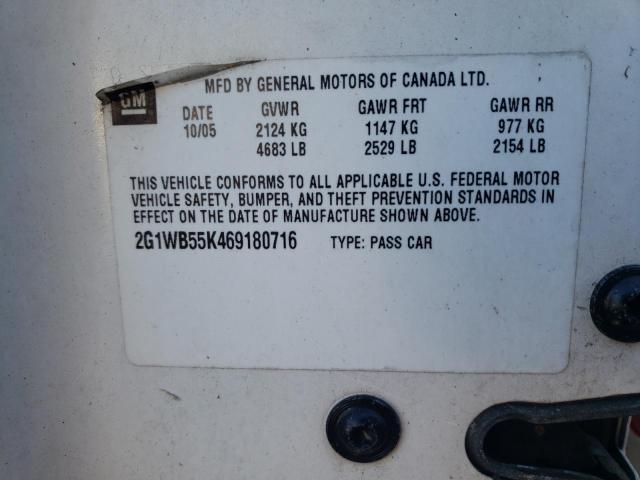 MFD BY GENERAL MOTORS OF CANADA LTD.
GM
DATE GVWR GAWR FRT GAWR RR
10/05 2124 KG 1147 KG 977 KG
4683 LB 2529 LB 2154 LB
THIS VEHICLE CONFORMS TO ALL APPLICABLE U.S. FEDERAL MOTOR
VEHICLE SAFETY, BUMPER, AND THEFT PREVENTION STANDARDS IN
EFFECT ON THE DATE OF MANUFACTURE SHOWN ABOVE.
2G1WB55K469180716 TYPE: PASS CAR